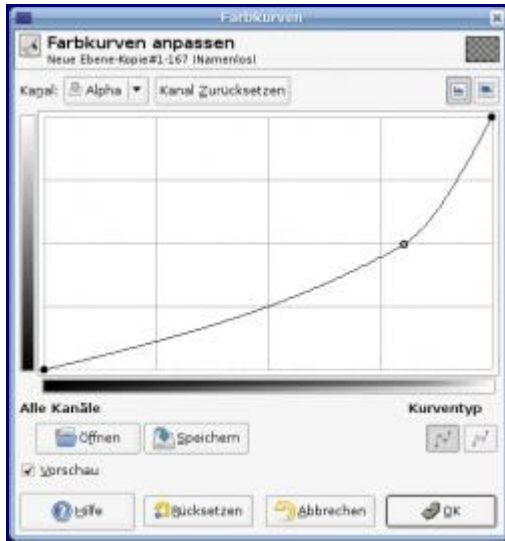 Farbkurven
Farbkurven anpassen
Neue Ebene-Kopie#1-167 (Namenlos)
Kanal: Alpha Kanal Zurücksetzen
Alle Kanäle Kurventyp
Öffnen Speichern
Vorschau
Hilfe Rücksetzen Abbrechen OK